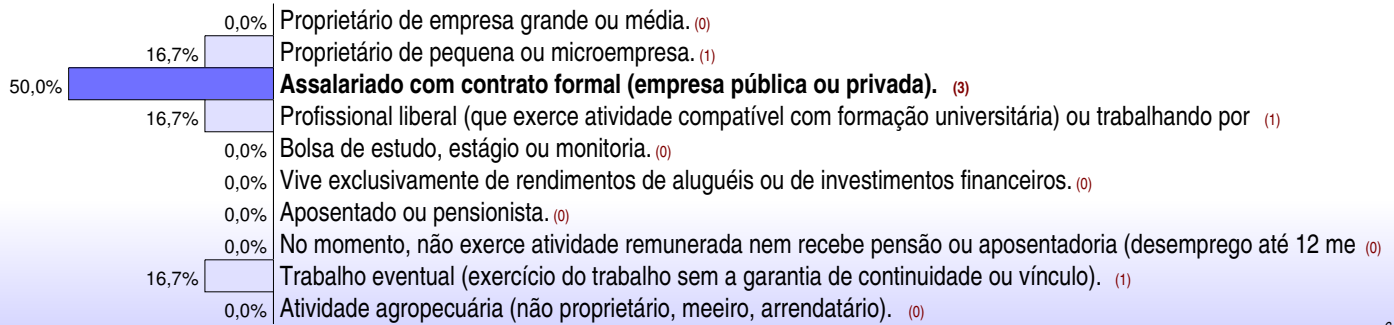 0,0% Proprietário de empresa grande ou média. (0)
16,7% Proprietário de pequena ou microempresa. (1)
50,0% Assalariado com contrato formal (empresa pública ou privada). (3)
16,7% Profissional liberal (que exerce atividade compatível com formação universitária) ou trabalhando por (1)
0,0% Bolsa de estudo, estágio ou monitoria. (0)
0,0% Vive exclusivamente de rendimentos de aluguéis ou de investimentos financeiros. (0)
0,0% Aposentado ou pensionista. (0)
0,0% No momento, não exerce atividade remunerada nem recebe pensão ou aposentadoria (desemprego até 12 me (0)
16,7% Trabalho eventual (exercício do trabalho sem a garantia de continuidade ou vínculo). (1)
0,0% Atividade agropecuária (não proprietário, meeiro, arrendatário). (0)